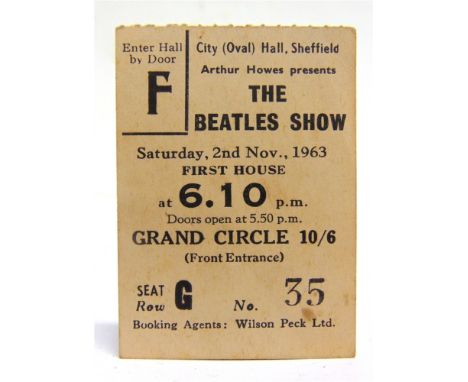 Enter Hall
by Door
F
City (Oval) Hall, Sheffield
Arthur Howes presents
THE
BEATLES SHOW
Saturday, 2nd Nov., 1963
FIRST HOUSE
at 6.10 p.m.
Doors open at 5.50 p.m.
GRAND CIRCLE 10/6
(Front Entrance)
SEAT
Row G No. 35
Booking Agents: Wilson Peck Ltd.